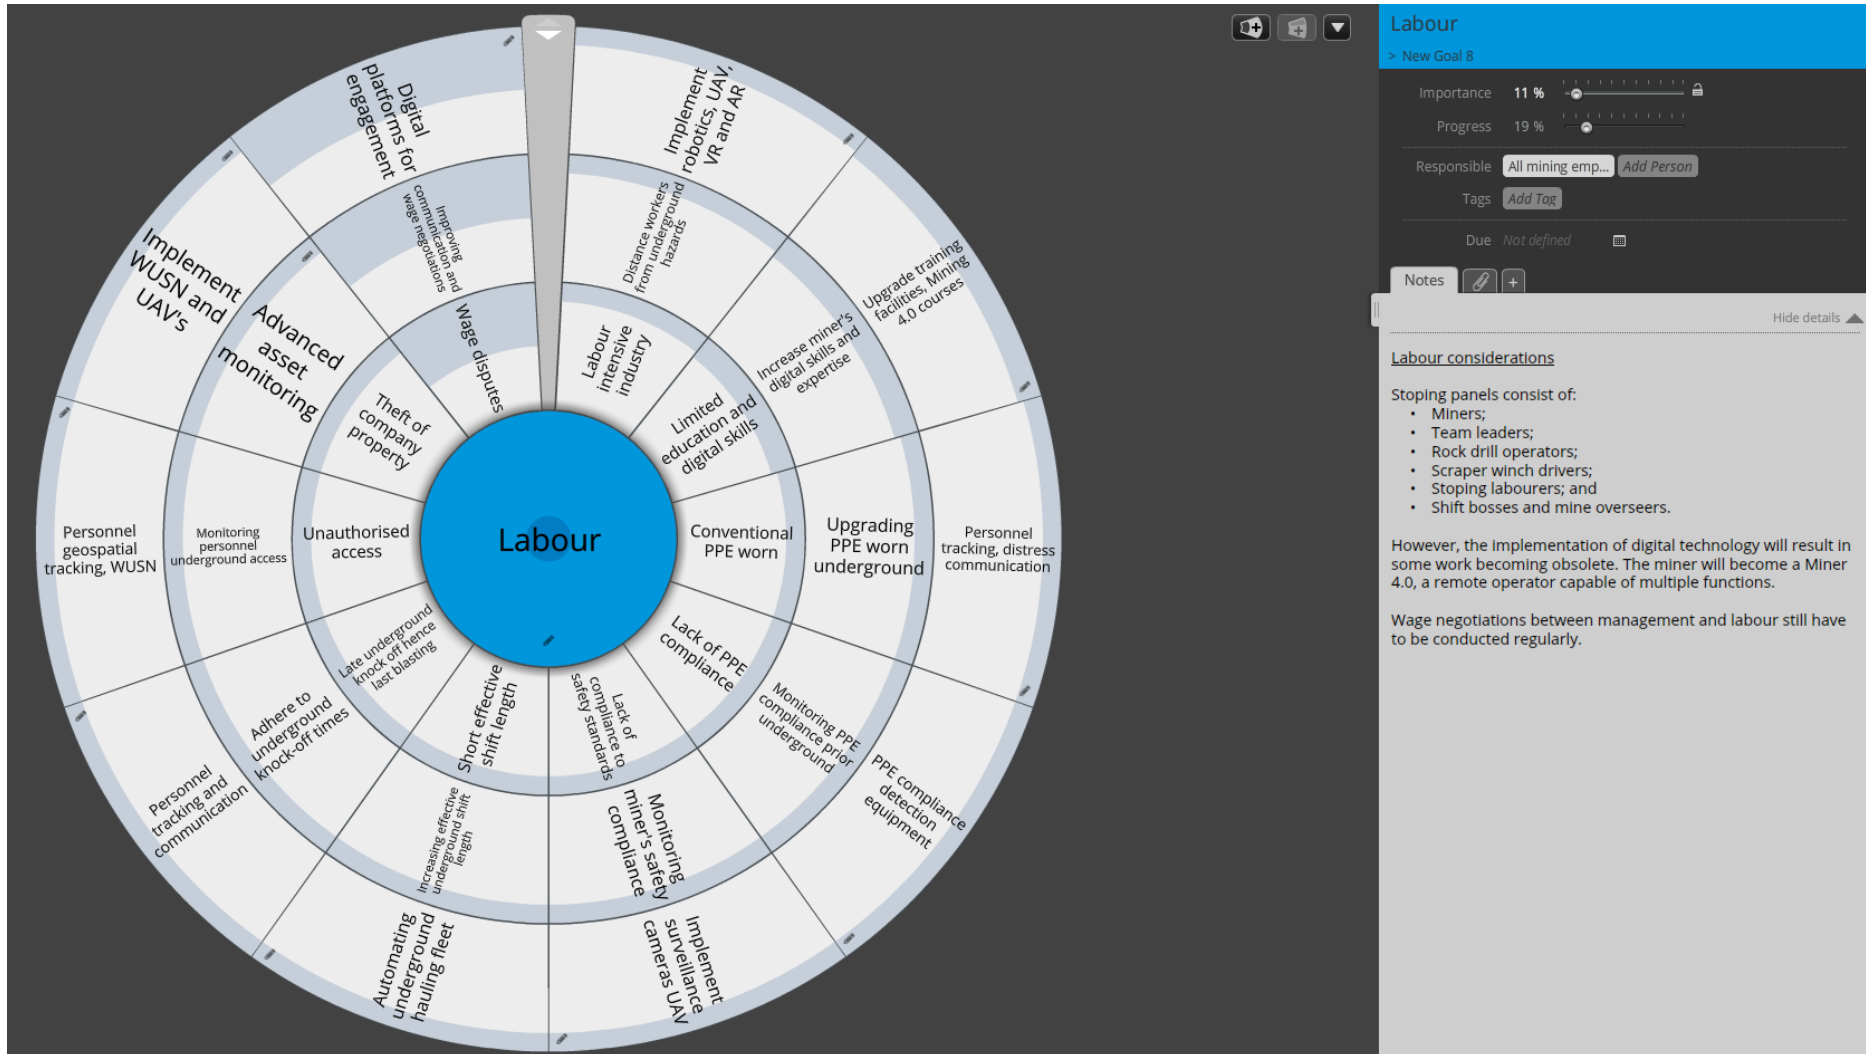 Implement
robotics, UAV,
VR and AR
Distance workers
from underground
hazards
Labour
intensive
industry
Upgrade training
facilities, Mining
4.0 courses
Increase miner's
digital skills and
expertise
Limited
education and
digital skills
Personnel
tracking, distress
communication
Upgrading
PPE worn
underground
Conventional
PPE worn
PPE compliance
detection
equipment
Monitoring PPE
compliance prior
underground
Lack of PPE
compliance
Implement
surveillance
cameras UAV
Monitoring
miner's safety
compliance
Lack of
compliance to
safety standards
Automating
underground
hauling fleet
Increasing effective
underground shift
length
Short effective
shift length
Personnel
tracking and
communication
Adhere to
underground
knock-off times
Late underground
knock off hence
last blasting
Personnel
geospatial
tracking, WUSN
Monitoring
personnel
underground access
Unauthorised
access
Implement
WUSN and
UAV's
Advanced
asset
monitoring
Theft of
company
property
Digital
platforms for
engagement
Improving
communication and
wage negotiations
Wage disputes
Labour
Labour
> New Goal 8
Importance 11 %
Progress 19 %
Responsible All mining emp... Add Person
Tags Add Tag
Due Not defined
Notes +
Hide details
Labour considerations
Stoping panels consist of:
• Miners;
• Team leaders;
• Rock drill operators;
• Scraper winch drivers;
• Stoping labourers; and
• Shift bosses and mine overseers.
However, the implementation of digital technology will result in
some work becoming obsolete. The miner will become a Miner
4.0, a remote operator capable of multiple functions.
Wage negotiations between management and labour still have
to be conducted regularly.